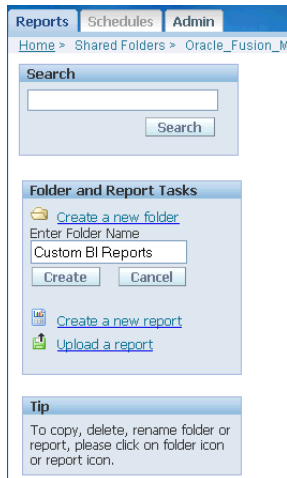 Reports Schedules Admin
Home > Shared Folders > Oracle_Fusion_M
Search
Search
Folder and Report Tasks
Create a new folder
Enter Folder Name
Custom BI Reports
Create Cancel
Create a new report
Upload a report
Tip
To copy, delete, rename folder or
report, please click on folder icon
or report icon.